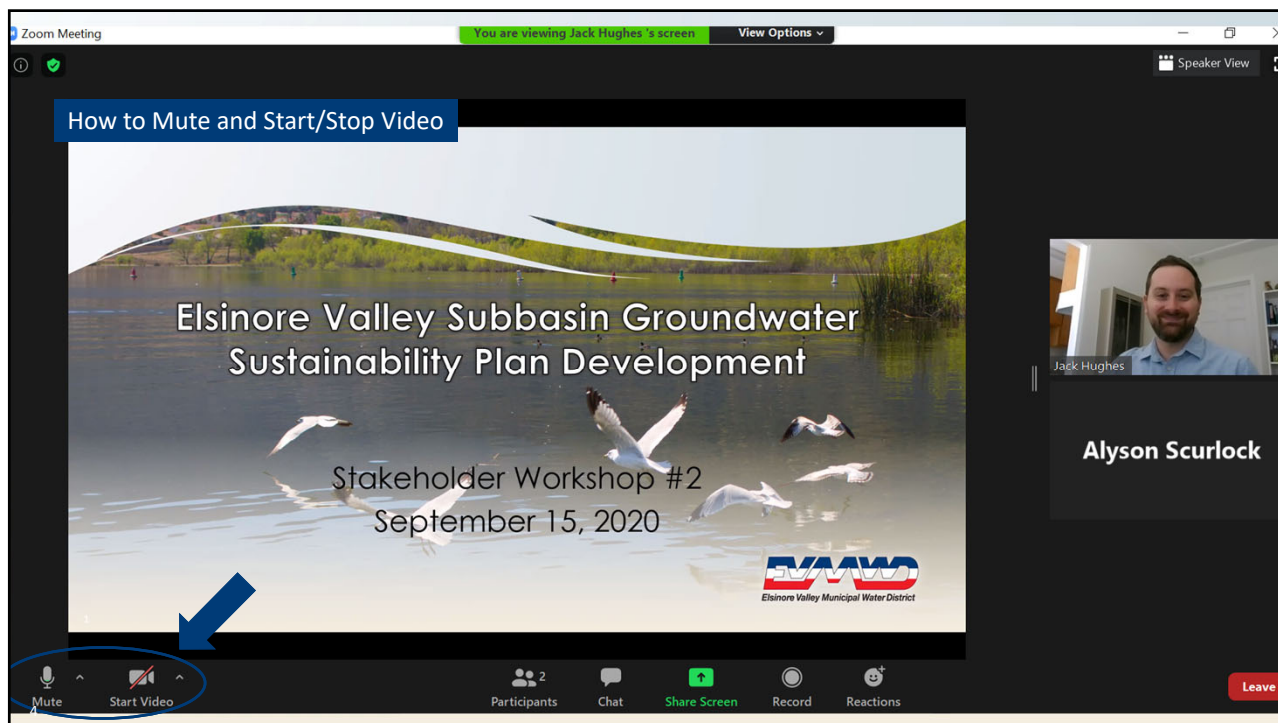 Zoom Meeting
You are viewing Jack Hughes 's screen
View Options
Speaker View
How to Mute and Start/Stop Video
Elsinore Valley Subbasin Groundwater
Sustainability Plan Development
Stakeholder Workshop #2
September 15, 2020
EVMWD
Elsinore Valley Municipal Water District
1
Jack Hughes
Alyson Scurlock
Mute
Start Video
2
Participants
Chat
Share Screen
Record
Reactions
Leave
4